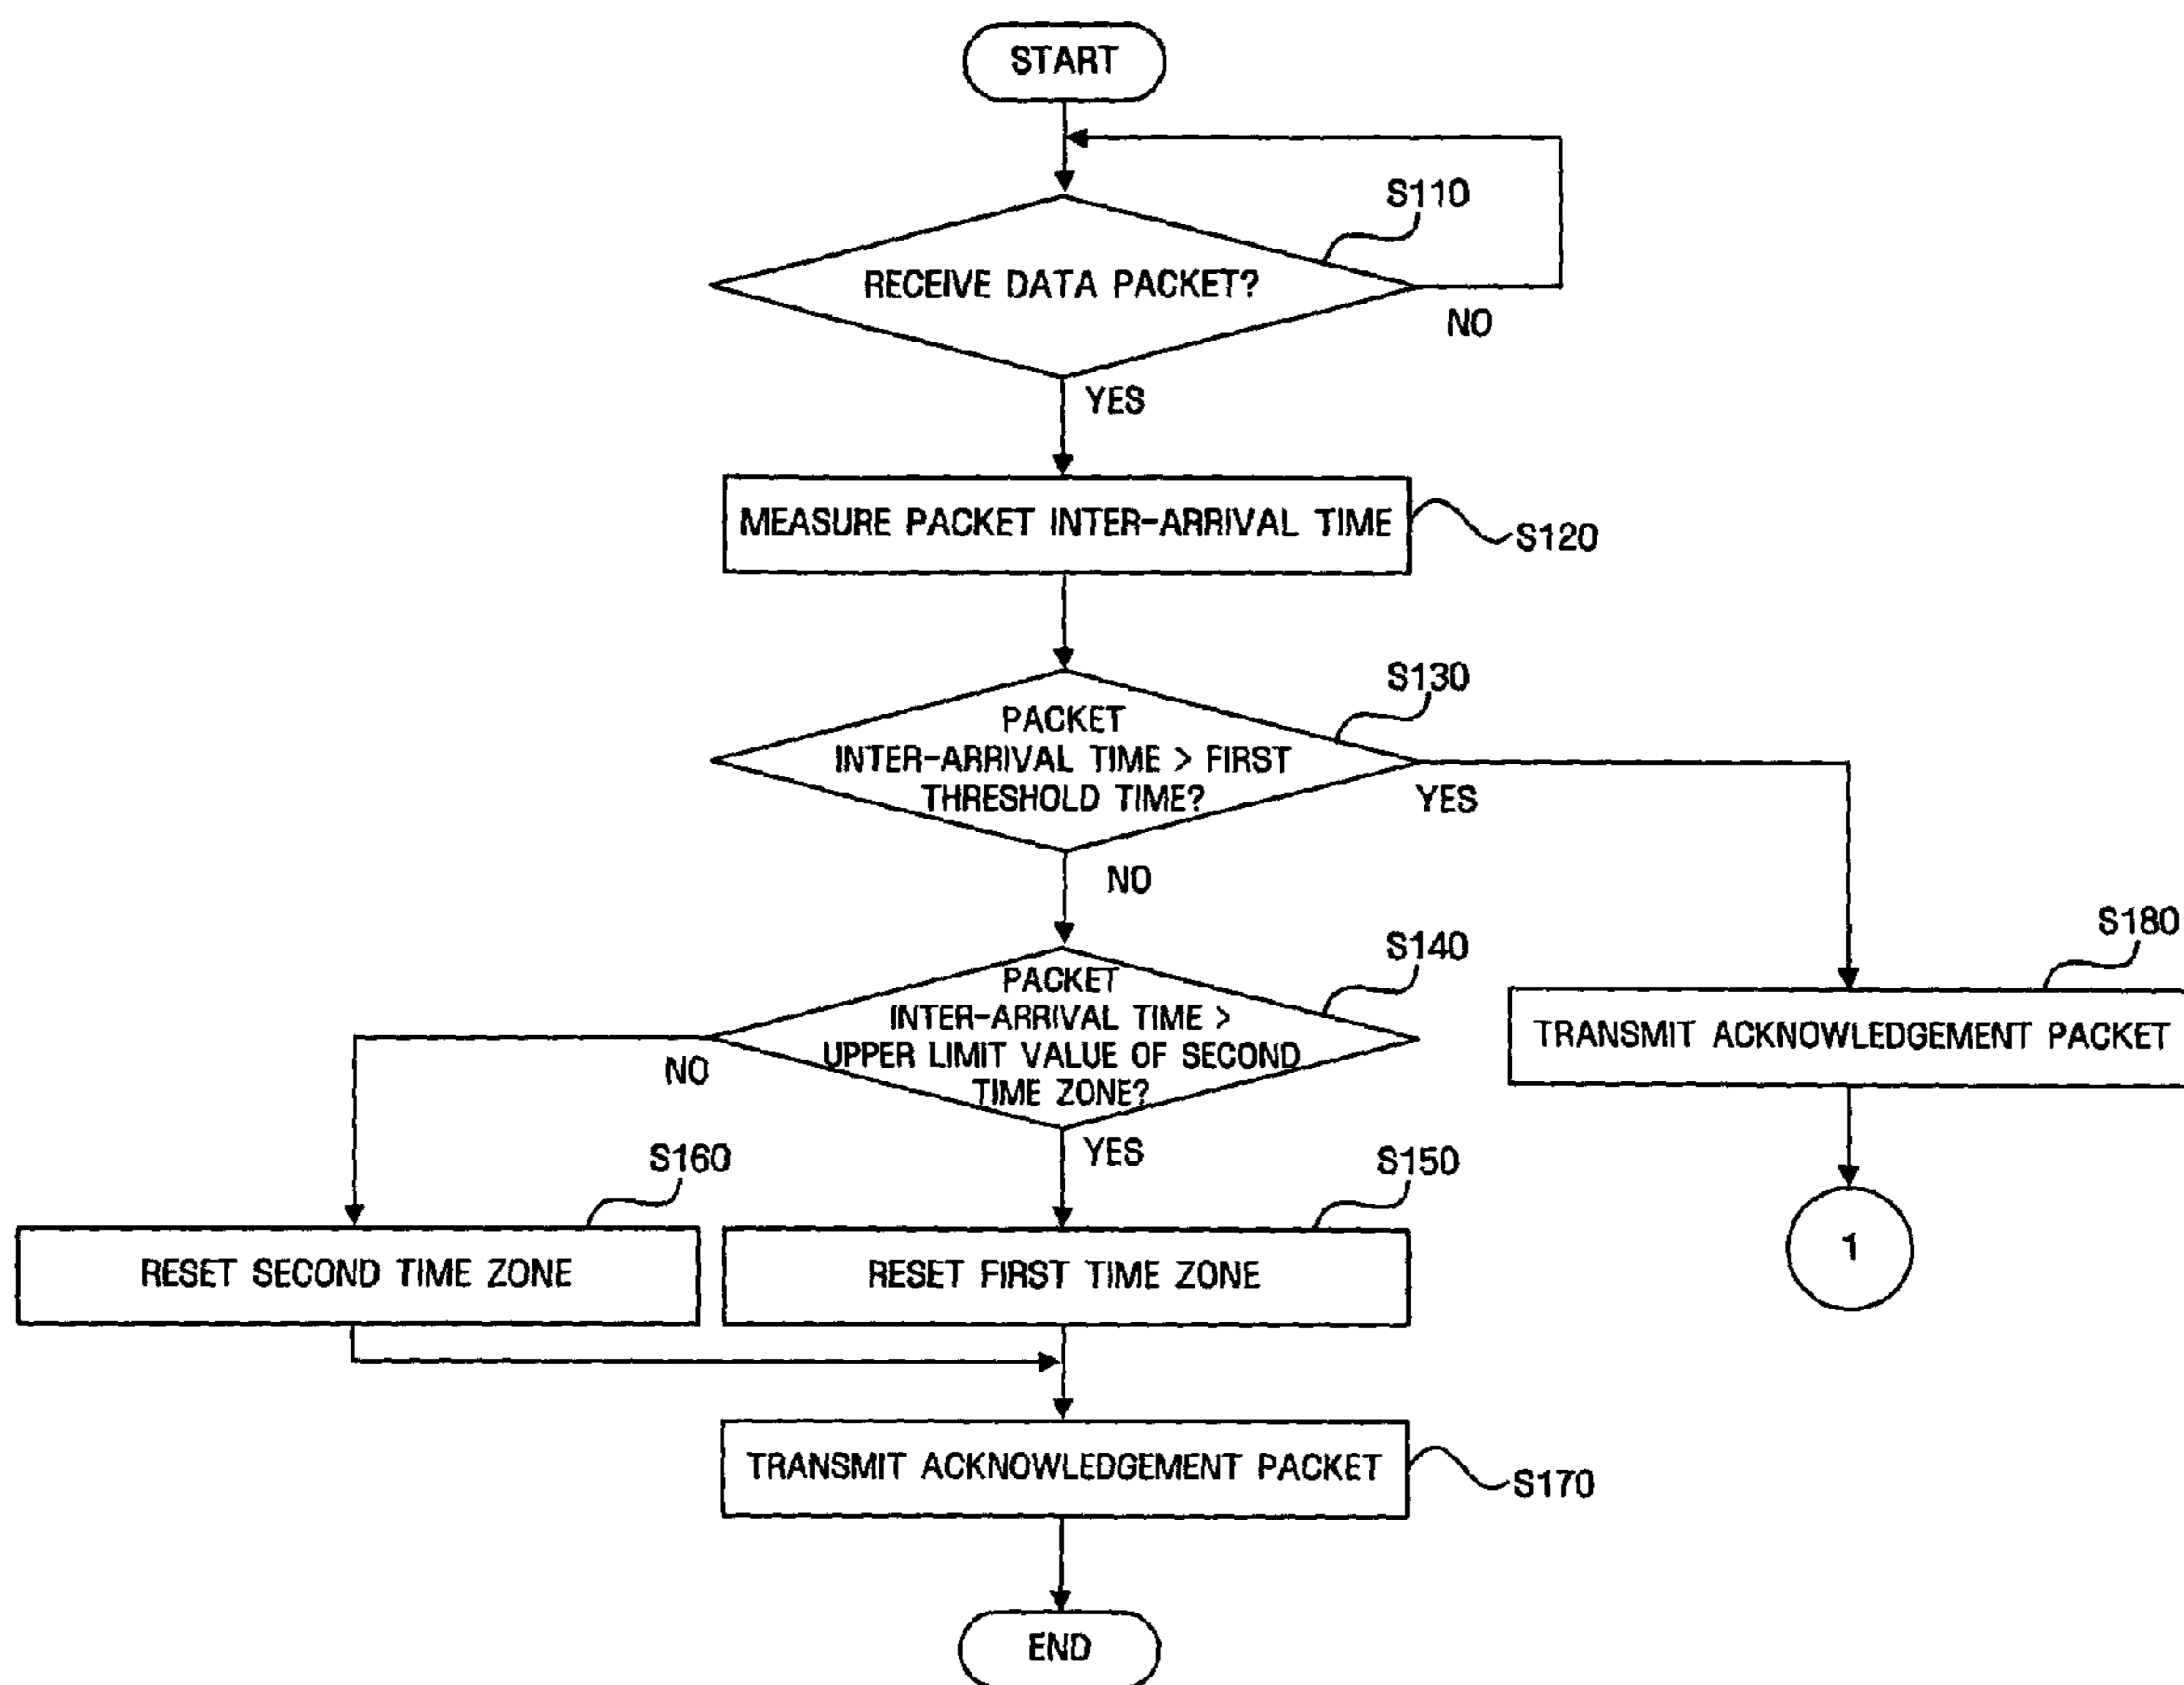 START
S110
RECEIVE DATA PACKET?
NO
YES
MEASURE PACKET INTER-ARRIVAL TIME
S120
S130
PACKET
INTER-ARRIVAL TIME > FIRST
THRESHOLD TIME?
YES
NO
S140
PACKET
INTER-ARRIVAL TIME >
UPPER LIMIT VALUE OF SECOND
TIME ZONE?
NO
YES
S180
TRANSMIT ACKNOWLEDGEMENT PACKET
S160
S150
RESET SECOND TIME ZONE
RESET FIRST TIME ZONE
1
TRANSMIT ACKNOWLEDGEMENT PACKET
S170
END